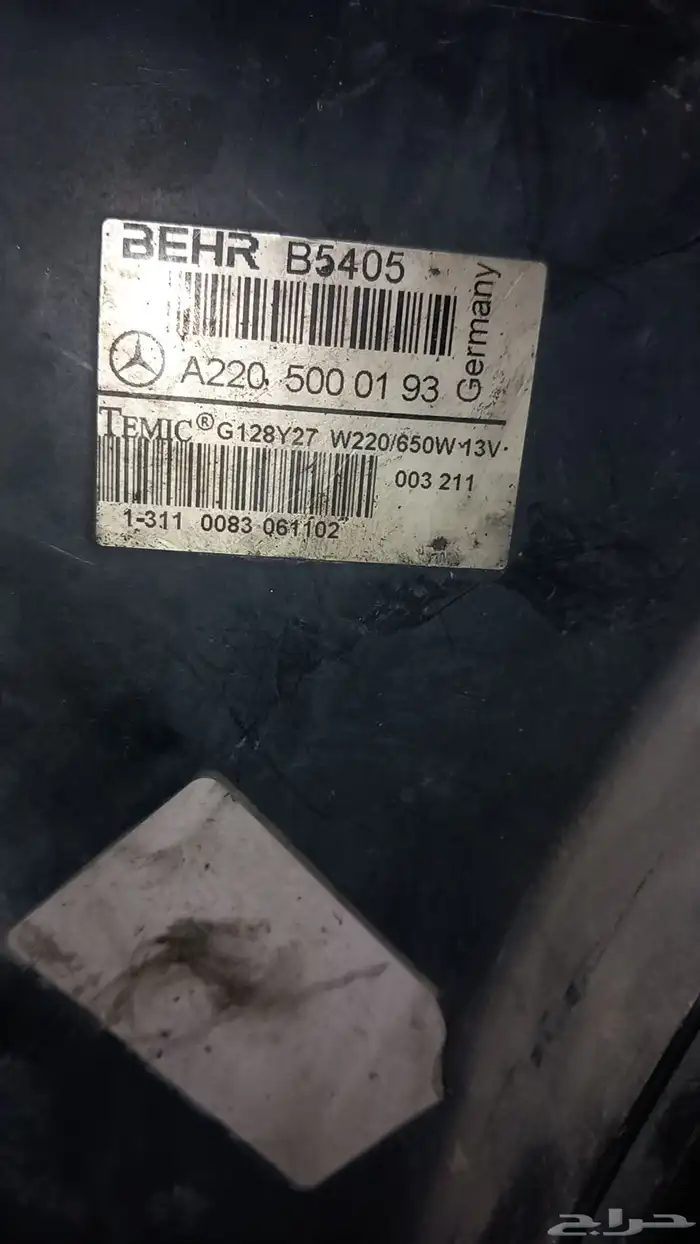 BEHR B5405
Germany
A220 500 01 93
TEMIC® G128Y27 W220/650W-13V-
003 211
1-311 0083 061102
حراج